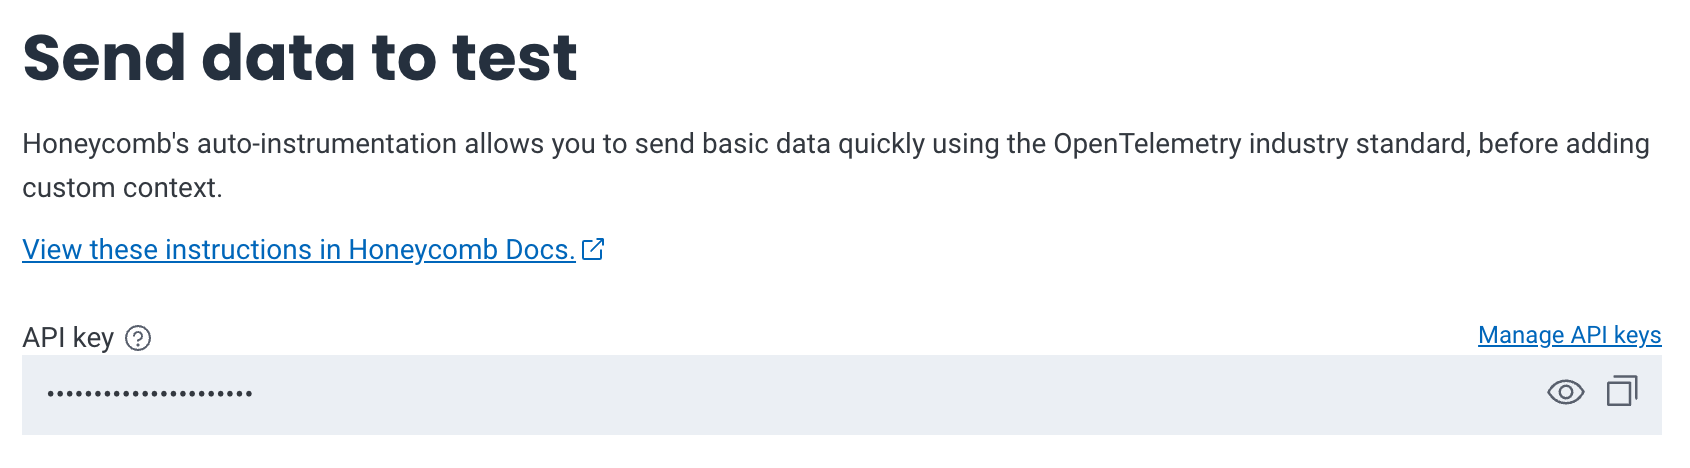 Send data to test
Honeycomb's auto-instrumentation allows you to send basic data quickly using the OpenTelemetry industry standard, before adding
custom context.
View these instructions in Honeycomb Docs.
API key ?
Manage API keys
••••••••••••••••••••••